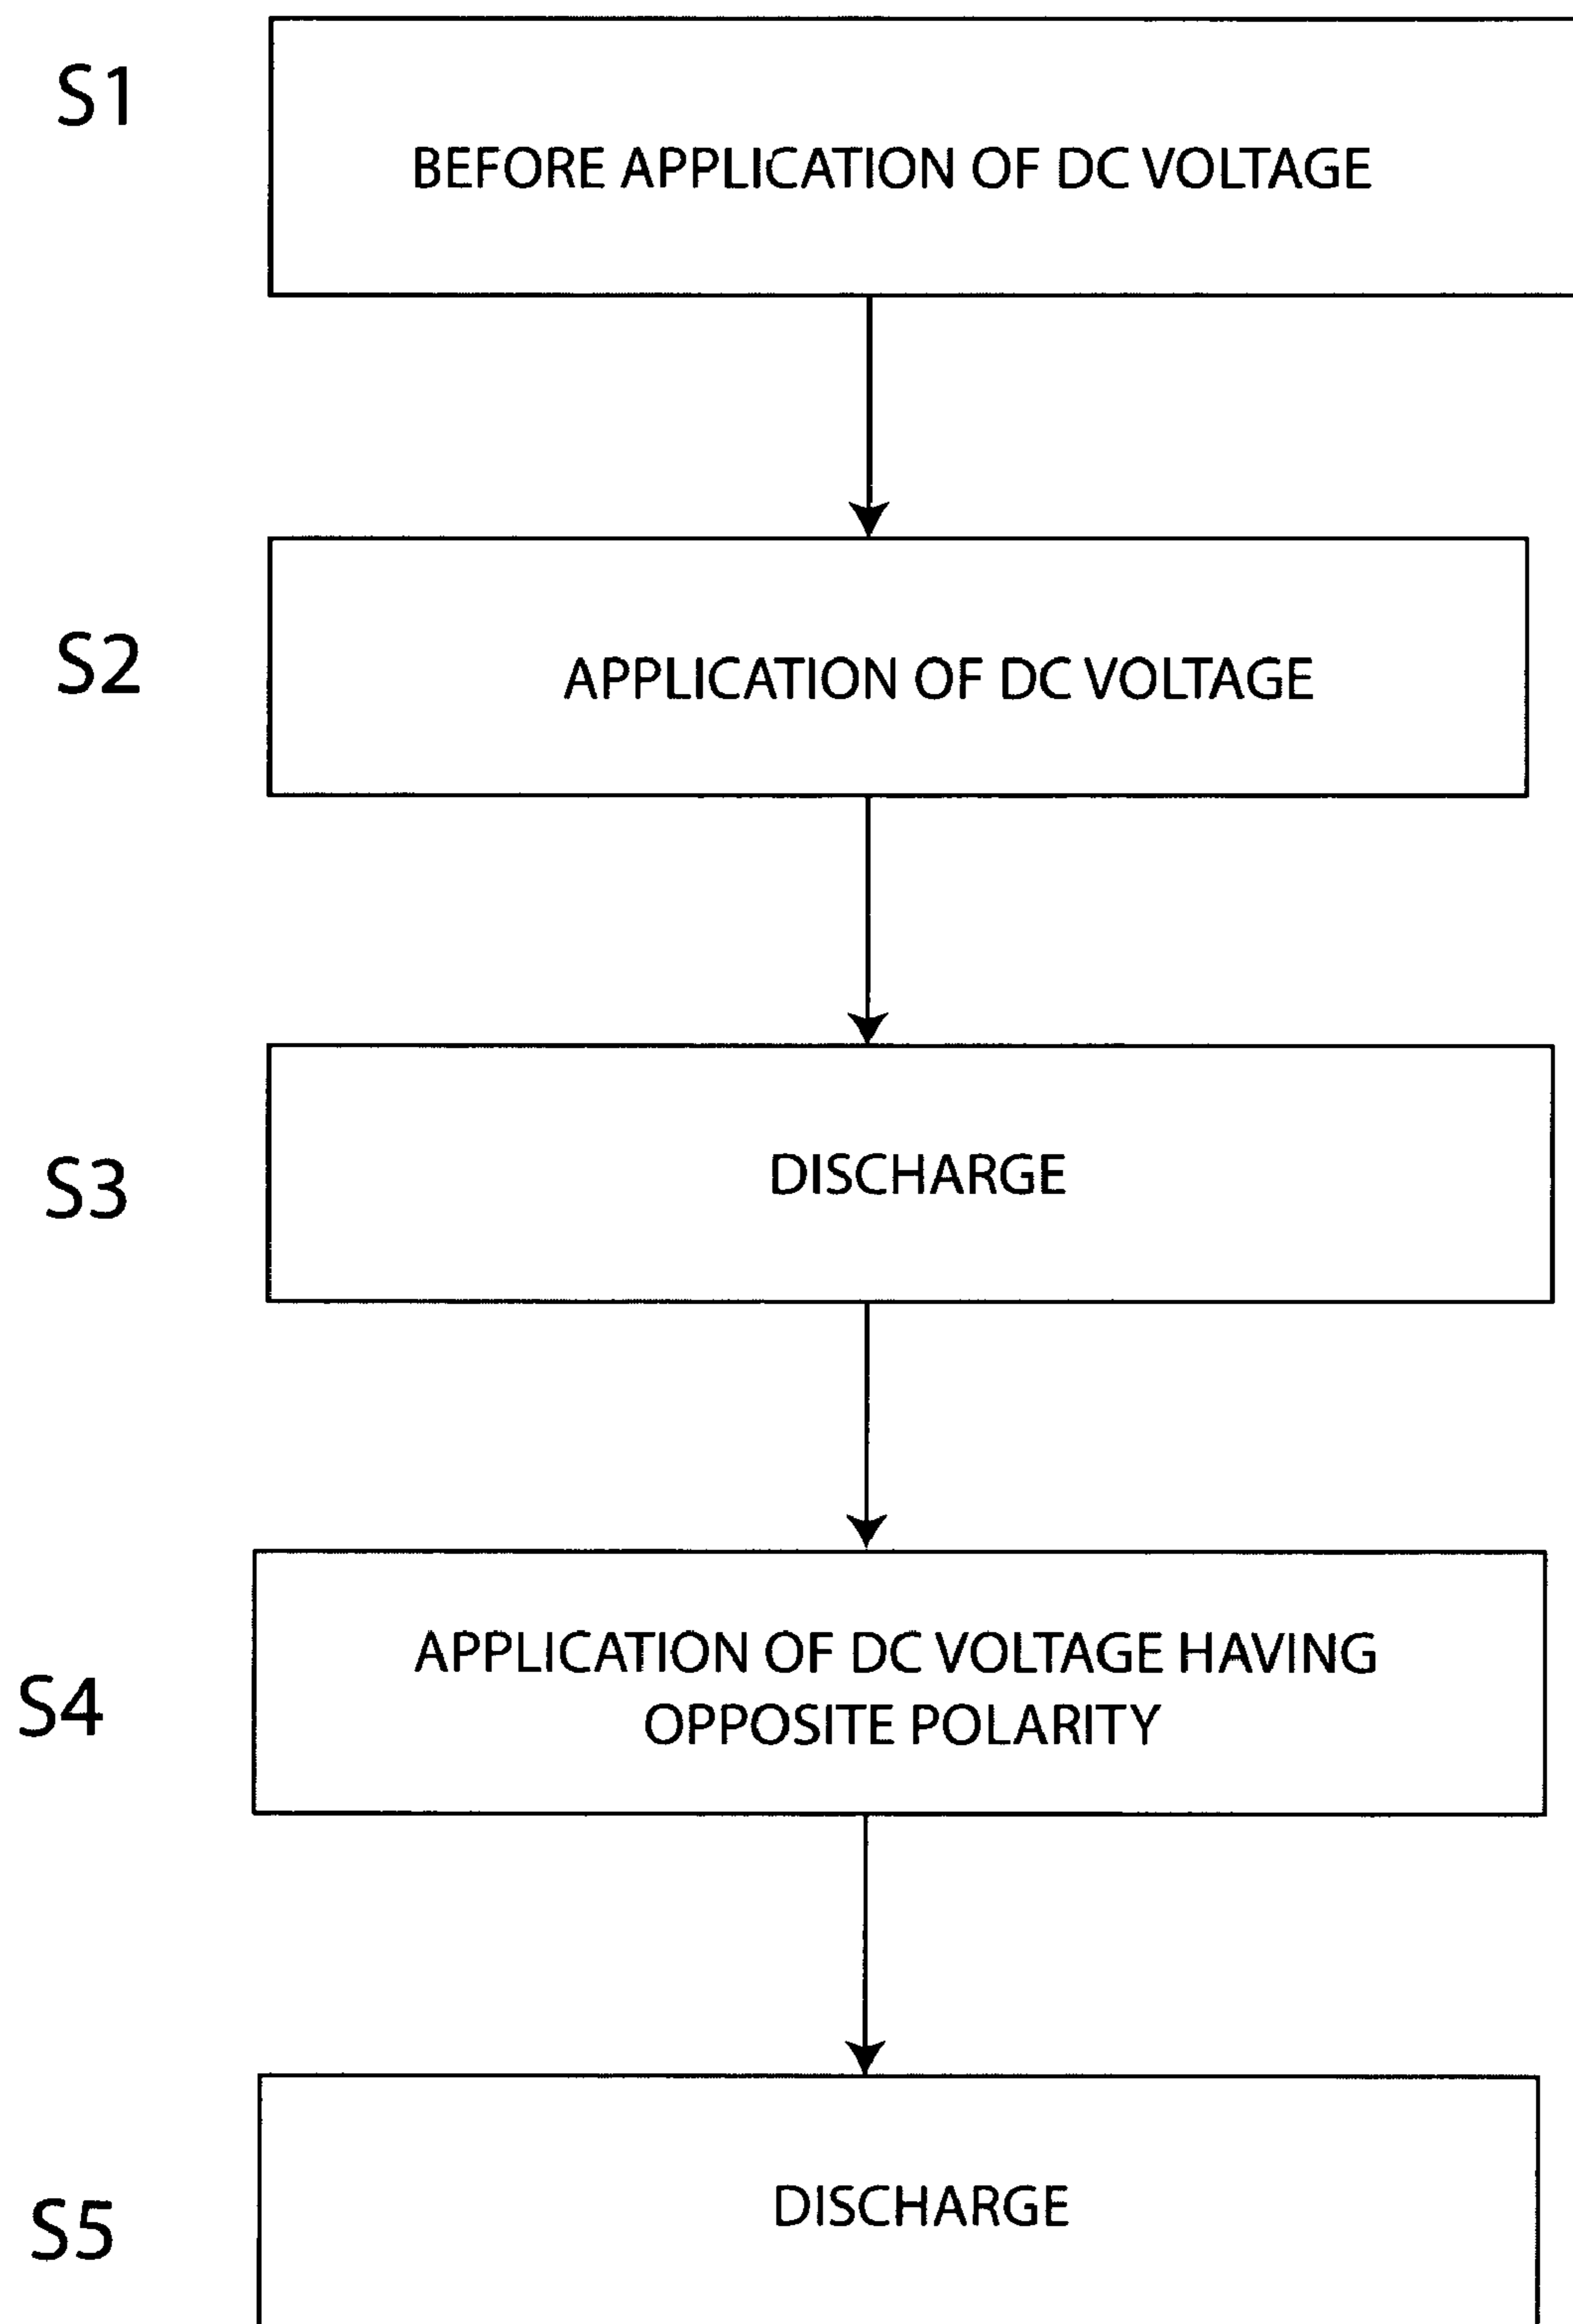 S1
BEFORE APPLICATION OF DC VOLTAGE
S2
APPLICATION OF DC VOLTAGE
S3
DISCHARGE
S4
APPLICATION OF DC VOLTAGE HAVING
OPPOSITE POLARITY
S5
DISCHARGE